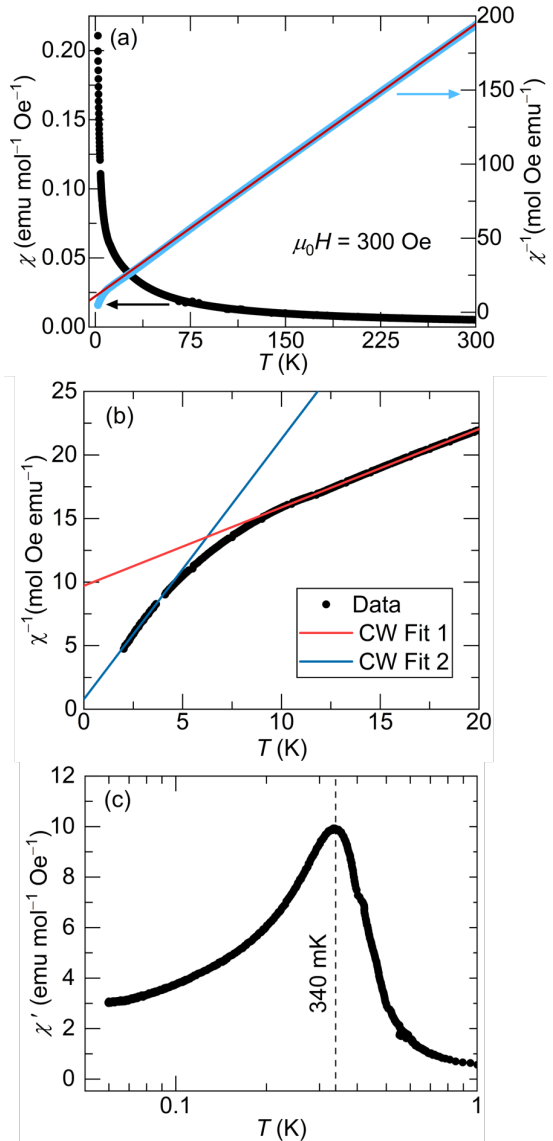 (a)
0.20
0.15
0.10
0.05
0.00
χ (emu mol⁻¹ Oe⁻¹)
200
150
100
50
0
χ⁻¹(mol Oe emu⁻¹)
μ₀H = 300 Oe
0 75 150 225 300
T (K)
(b)
25
20
15
10
5
0
χ⁻¹(mol Oe emu⁻¹)
Data
CW Fit 1
CW Fit 2
0 5 10 15 20
T (K)
(c)
12
10
8
6
4
2
0
χ ′ (emu mol⁻¹ Oe⁻¹)
340 mK
0.1 1
T (K)